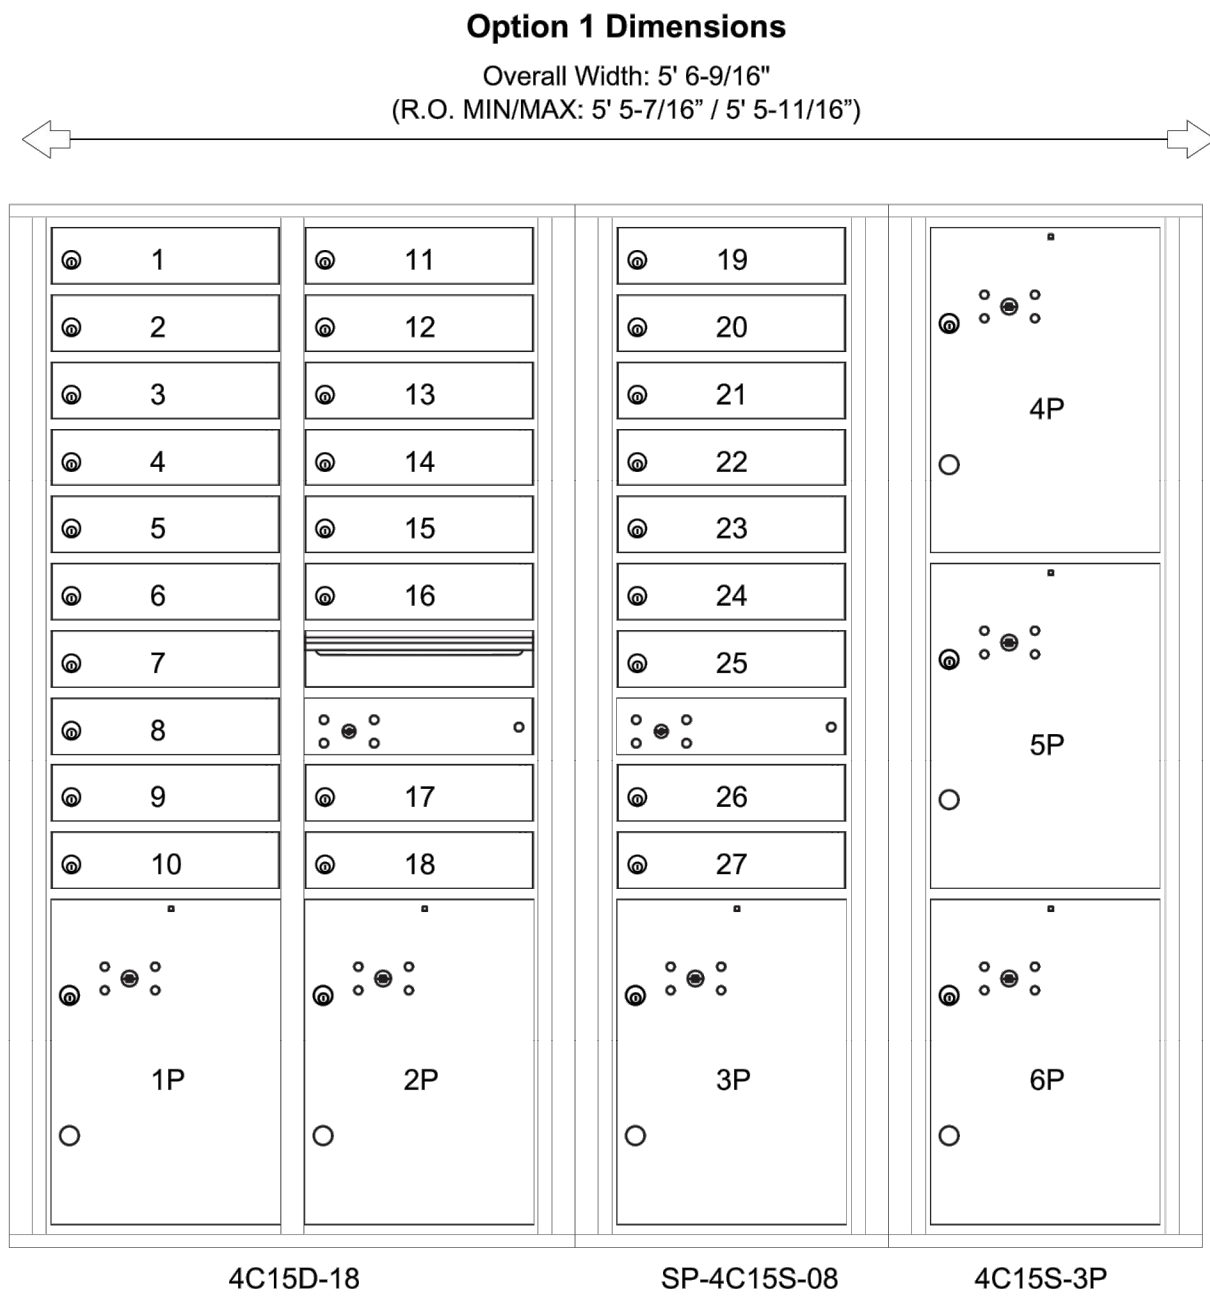 Option 1 Dimensions
Overall Width: 5' 6-9/16"
(R.O. MIN/MAX: 5' 5-7/16” / 5' 5-11/16”)
1
2
3
4
5
6
7
8
9
10
1P
11
12
13
14
15
16
17
18
2P
19
20
21
22
23
24
25
26
27
3P
4P
5P
6P
4C15D-18
SP-4C15S-08
4C15S-3P